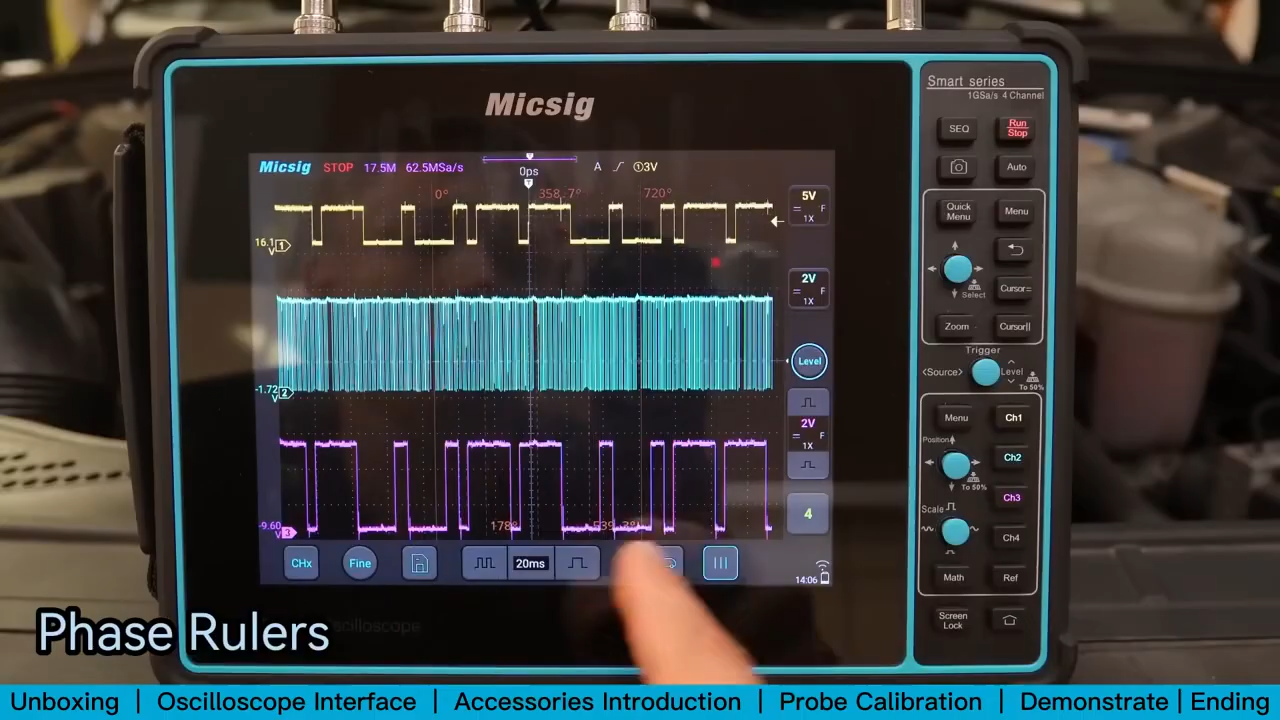 Smart series
1GSa/s 4 Channel
Micsig
SEQ
Run
Stop
Auto
Micsig STOP 17.5M 62.5MSa/s 0ps A ①3V
T
0° 358.7° 720°
5V
F
1X
16.1
V 1
2V
F
1X
-1.72
V 2
Level
2V
F
1X
-9.60
V 3
178°
4
CHx Fine 20ms
14:06
Quick
Menu
Menu
Select
Cursor=
Zoom
Cursor||
Trigger
<Source>
Level
To 50%
Menu
Ch1
Position
Ch2
To 50%
Ch3
Scale
Ch4
Math
Ref
Screen
Lock
Phase Rulers
Unboxing | Oscilloscope Interface | Accessories Introduction | Probe Calibration | Demonstrate | Ending